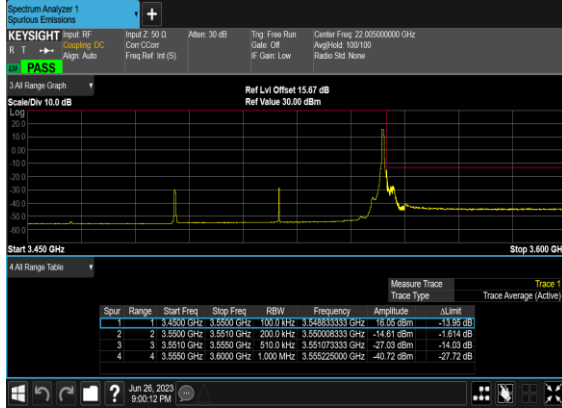 Spectrum Analyzer 1
Spurious Emissions
KEYSIGHT Input: RF Input Z: 50 Ω Atten: 30 dB Trig: Free Run Center Freq: 22.005000000 GHz
R T Coupling: DC Corr CCorr Gate: Off Avg|Hold: 100/100
Align: Auto Freq Ref: Int (S) IF Gain: Low Radio Std: None
PASS
3 All Range Graph
Ref Lvl Offset 15.67 dB
Scale/Div 10.0 dB Ref Value 30.00 dBm
Log
20.0
10.0
0.00
-10.0
-20.0
-30.0
-40.0
-50.0
-60.0
Start 3.450 GHz Stop 3.600 GH
4 All Range Table
Measure Trace Trace 1
Trace Type Trace Average (Active)
Spur Range Start Freq Stop Freq RBW Frequency Amplitude ΔLimit
1 1 3.4500 GHz 3.5500 GHz 100.0 kHz 3.548833333 GHz 16.05 dBm -13.95 dB
2 2 3.5500 GHz 3.5510 GHz 200.0 kHz 3.550008333 GHz -14.61 dBm -1.614 dB
3 3 3.5510 GHz 3.5550 GHz 510.0 kHz 3.551073333 GHz -27.03 dBm -14.03 dB
4 4 3.5550 GHz 3.6000 GHz 1.000 MHz 3.555225000 GHz -40.72 dBm -27.72 dB
Jun 26, 2023
9:00:12 PM